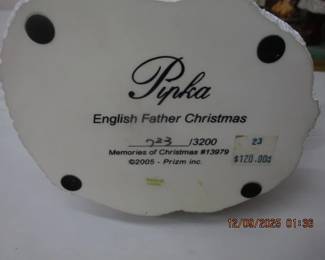 Pipka
English Father Christmas
723/3200
Memories of Christmas #13979
©2005 - Prizm inc.
23
$120.00
12/09/2025 01:36